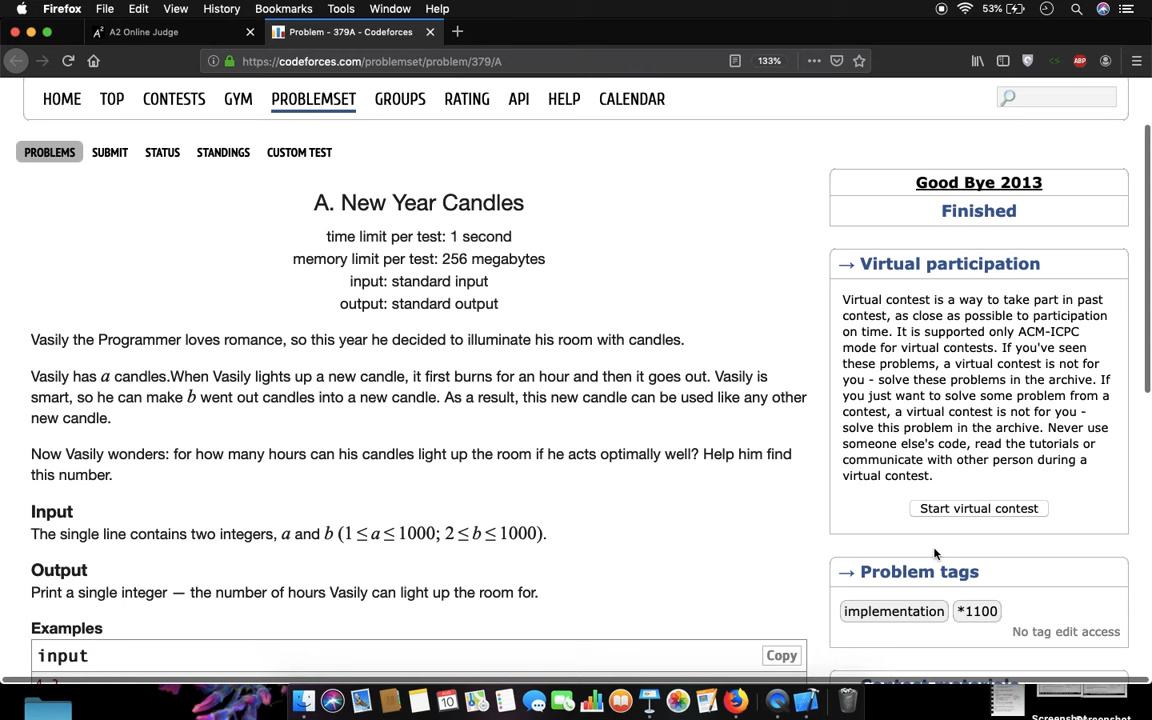 Firefox File Edit View History Bookmarks Tools Window Help 53%
A2 Online Judge
Problem - 379A - Codeforces
https://codeforces.com/problemset/problem/379/A 133% ABP
HOME TOP CONTESTS GYM PROBLEMSET GROUPS RATING API HELP CALENDAR
PROBLEMS SUBMIT STATUS STANDINGS CUSTOM TEST
A. New Year Candles
time limit per test: 1 second
memory limit per test: 256 megabytes
input: standard input
output: standard output
Vasily the Programmer loves romance, so this year he decided to illuminate his room with candles.
Vasily has a candles.When Vasily lights up a new candle, it first burns for an hour and then it goes out. Vasily is
smart, so he can make b went out candles into a new candle. As a result, this new candle can be used like any other
new candle.
Now Vasily wonders: for how many hours can his candles light up the room if he acts optimally well? Help him find
this number.
Input
The single line contains two integers, a and b (1 ≤ a ≤ 1000; 2 ≤ b ≤ 1000).
Output
Print a single integer — the number of hours Vasily can light up the room for.
Examples
input
Copy
Good Bye 2013
Finished
→ Virtual participation
Virtual contest is a way to take part in past
contest, as close as possible to participation
on time. It is supported only ACM-ICPC
mode for virtual contests. If you've seen
these problems, a virtual contest is not for
you - solve these problems in the archive. If
you just want to solve some problem from a
contest, a virtual contest is not for you -
solve this problem in the archive. Never use
someone else's code, read the tutorials or
communicate with other person during a
virtual contest.
Start virtual contest
→ Problem tags
implementation *1100
No tag edit access
10